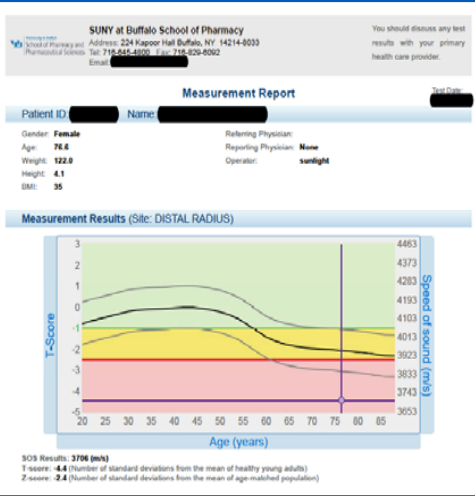 SUNY at Buffalo School of Pharmacy
School of Pharmacy and
Pharmaceutical Sciences
Address: 224 Kapoor Hall Buffalo, NY 14214-8033
Tel: 716-645-4800 Fax: 716-829-6092
Email:
You should discuss any test
results with your primary
health care provider.
Measurement Report
Test Date:
Patient ID: Name:
Gender: Female
Age: 76.6
Weight: 122.0
Height: 4.1
BMI: 35
Referring Physician:
Reporting Physician: None
Operator: sunlight
Measurement Results (Site: DISTAL RADIUS)
T-Score
3
2
1
0
-1
-2
-3
-4
-5
4463
4373
4283
4193
4103
4013
3923
3833
3743
3653
Speed of sound (m/s)
20 25 30 35 40 45 50 55 60 65 70 75 80 85
Age (years)
SOS Results: 3706 (m/s)
T-score: -4.4 (Number of standard deviations from the mean of healthy young adults)
Z-score: -2.4 (Number of standard deviations from the mean of age-matched population)